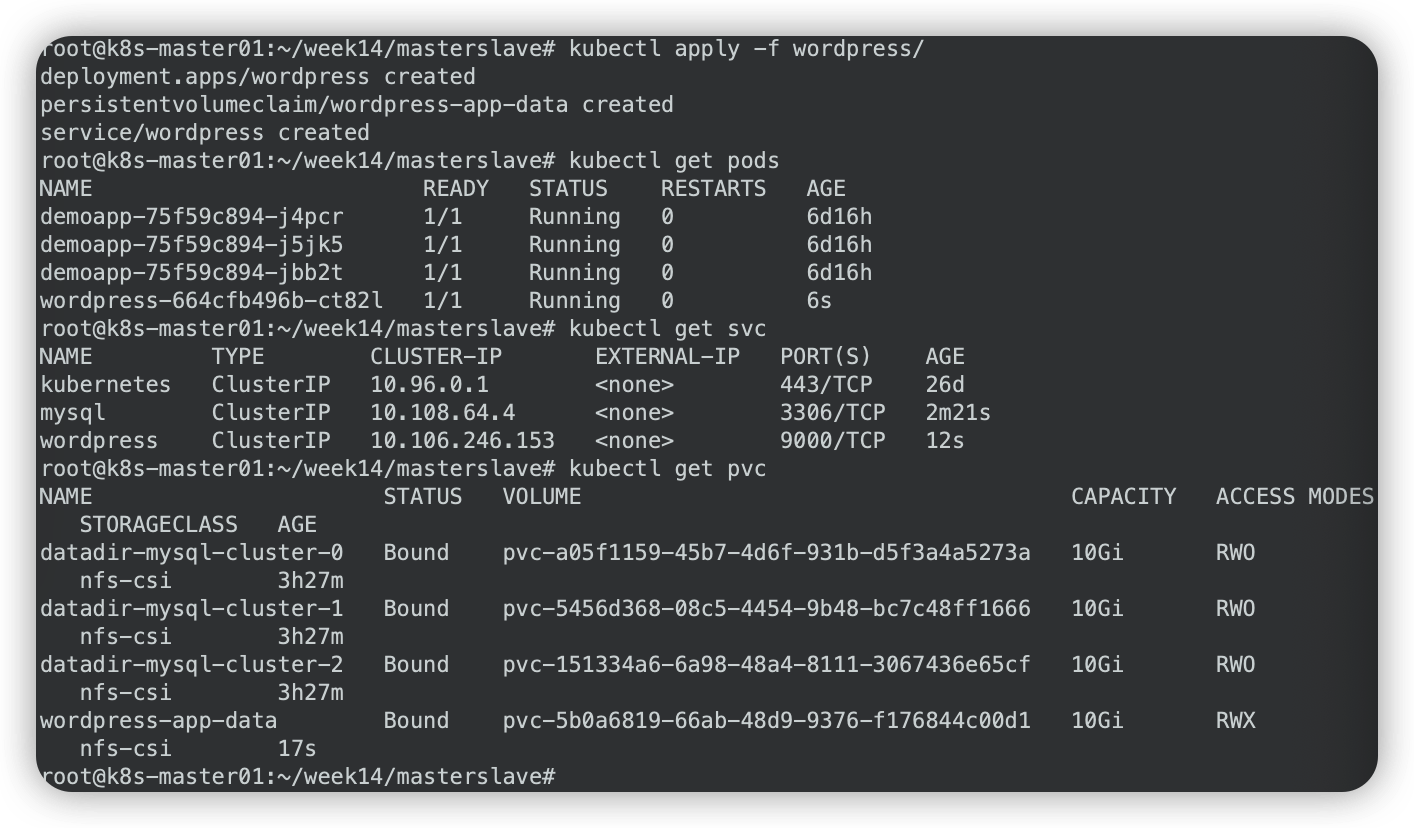 root@k8s-master01:~/week14/masterslave# kubectl apply -f wordpress/
deployment.apps/wordpress created
persistentvolumeclaim/wordpress-app-data created
service/wordpress created
root@k8s-master01:~/week14/masterslave# kubectl get pods
NAME                         READY   STATUS    RESTARTS   AGE
demoapp-75f59c894-j4pcr      1/1     Running   0          6d16h
demoapp-75f59c894-j5jk5      1/1     Running   0          6d16h
demoapp-75f59c894-jbb2t      1/1     Running   0          6d16h
wordpress-664cfb496b-ct82l   1/1     Running   0          6s
root@k8s-master01:~/week14/masterslave# kubectl get svc
NAME         TYPE        CLUSTER-IP       EXTERNAL-IP   PORT(S)    AGE
kubernetes   ClusterIP   10.96.0.1        <none>        443/TCP    26d
mysql        ClusterIP   10.108.64.4      <none>        3306/TCP   2m21s
wordpress    ClusterIP   10.106.246.153   <none>        9000/TCP   12s
root@k8s-master01:~/week14/masterslave# kubectl get pvc
NAME                      STATUS   VOLUME                                     CAPACITY   ACCESS MODES
   STORAGECLASS   AGE
datadir-mysql-cluster-0   Bound    pvc-a05f1159-45b7-4d6f-931b-d5f3a4a5273a   10Gi       RWO
   nfs-csi        3h27m
datadir-mysql-cluster-1   Bound    pvc-5456d368-08c5-4454-9b48-bc7c48ff1666   10Gi       RWO
   nfs-csi        3h27m
datadir-mysql-cluster-2   Bound    pvc-151334a6-6a98-48a4-8111-3067436e65cf   10Gi       RWO
   nfs-csi        3h27m
wordpress-app-data        Bound    pvc-5b0a6819-66ab-48d9-9376-f176844c00d1   10Gi       RWX
   nfs-csi        17s
root@k8s-master01:~/week14/masterslave#